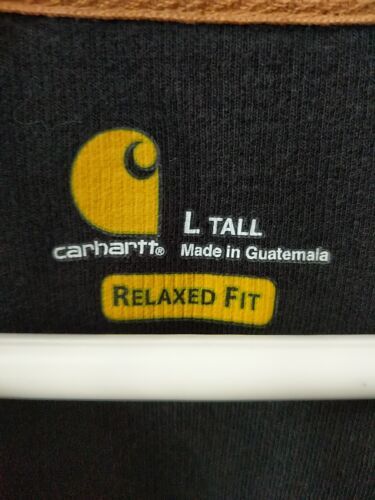 L TALL
carhartt® Made in Guatemala
RELAXED FIT